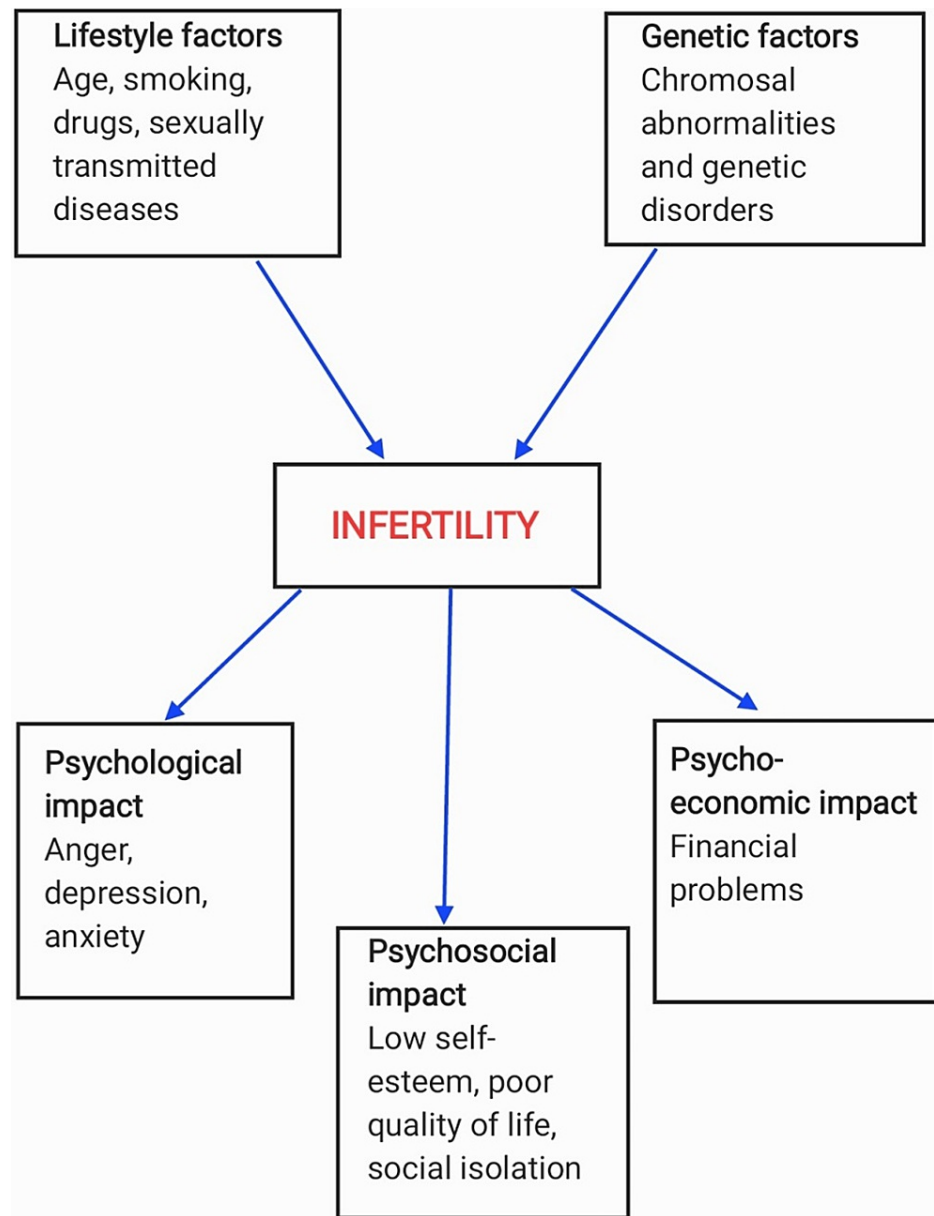 Lifestyle factors
Age, smoking,
drugs, sexually
transmitted
diseases
Genetic factors
Chromosal
abnormalities
and genetic
disorders
INFERTILITY
Psychological
impact
Anger,
depression,
anxiety
Psychosocial
impact
Low self-
esteem, poor
quality of life,
social isolation
Psycho-
economic impact
Financial
problems